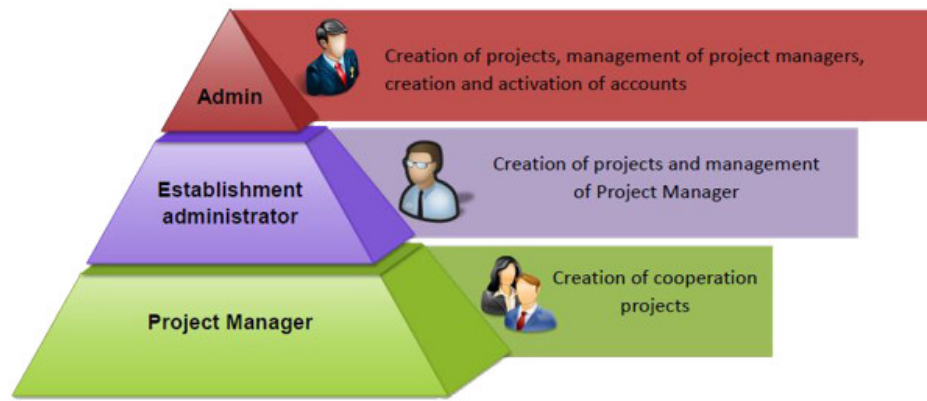 Admin
Creation of projects, management of project managers,
creation and activation of accounts
Establishment
administrator
Creation of projects and management
of Project Manager
Project Manager
Creation of cooperation
projects